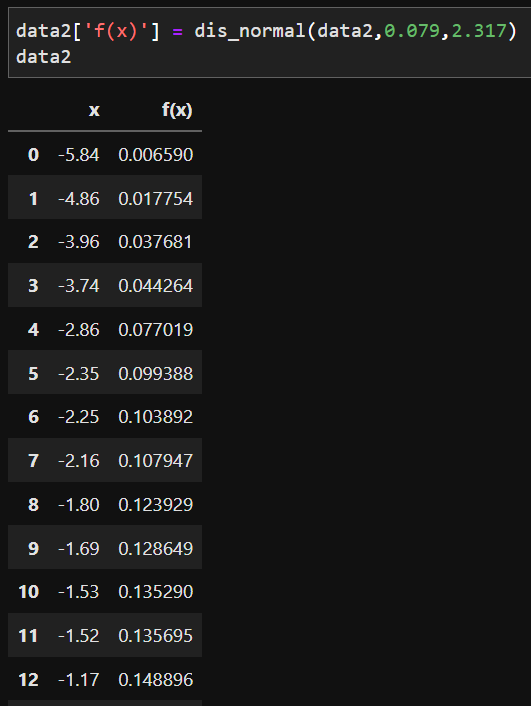 data2['f(x)'] = dis_normal(data2,0.079,2.317)
data2
x f(x)
0 -5.84 0.006590
1 -4.86 0.017754
2 -3.96 0.037681
3 -3.74 0.044264
4 -2.86 0.077019
5 -2.35 0.099388
6 -2.25 0.103892
7 -2.16 0.107947
8 -1.80 0.123929
9 -1.69 0.128649
10 -1.53 0.135290
11 -1.52 0.135695
12 -1.17 0.148896